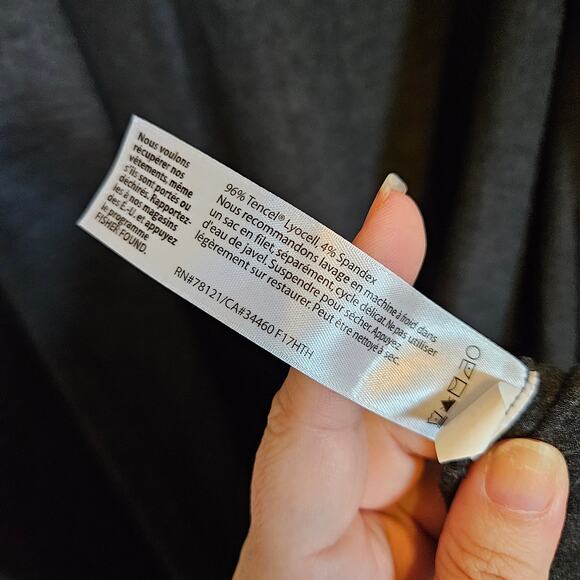 Nous voulons
récupérer nos
vêtements, même
s'ils sont portés ou
déchirés. Rapportez-
les à nos magasins
des E.-U. et appuyez
le programme
FISHER FOUND.
96% Tencel® Lyocell, 4% Spandex
Nous recommandons lavage en machine à froid dans
un sac en filet, séparément, cycle délicat. Ne pas utiliser
d'eau de javel. Suspendre pour sécher. Appuyez
légèrement sur restaurer. Peut être nettoyé à sec.
RN#78121/CA#34460 F17HTH